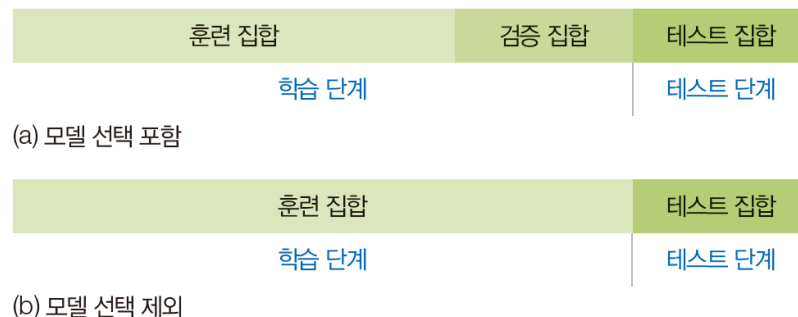 훈련 집합 검증 집합 테스트 집합
학습 단계 테스트 단계
(a) 모델 선택 포함
훈련 집합 테스트 집합
학습 단계 테스트 단계
(b) 모델 선택 제외